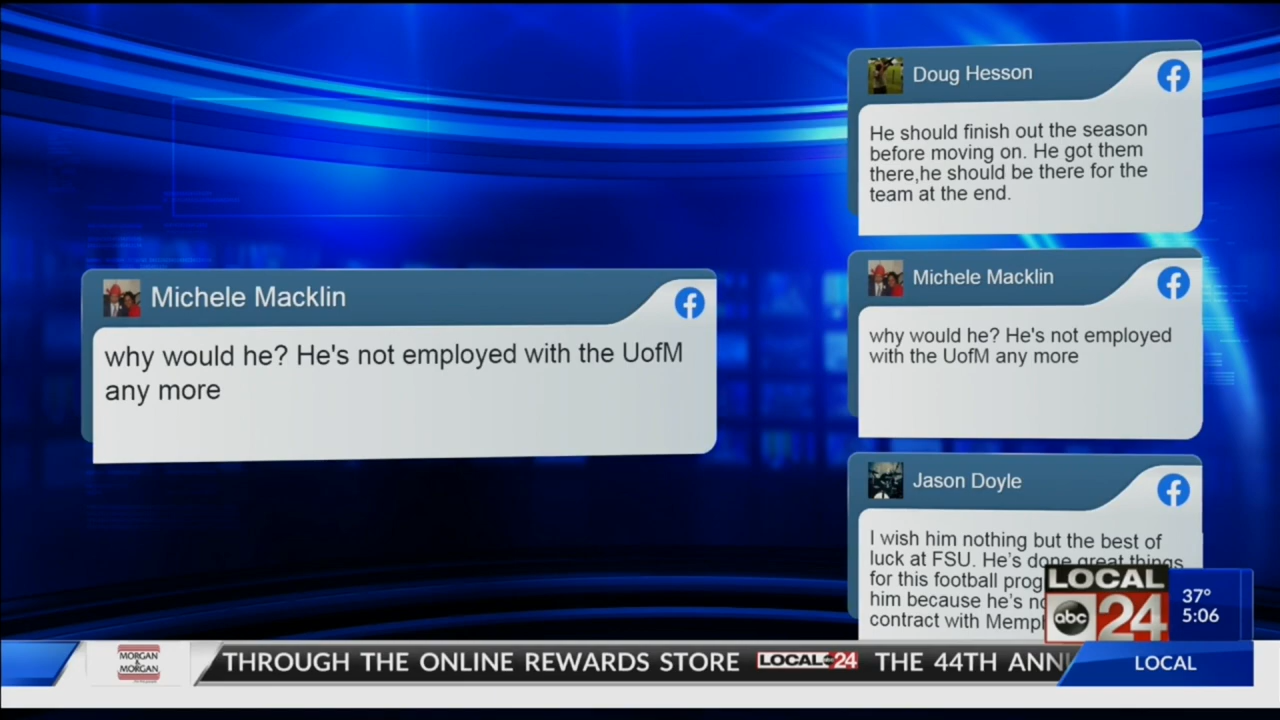 Michele Macklin
why would he? He's not employed with the UofM
any more
Doug Hesson
He should finish out the season
before moving on. He got them
there,he should be there for the
team at the end.
Michele Macklin
why would he? He's not employed
with the UofM any more
Jason Doyle
I wish him nothing but the best of
luck at FSU. He's done great things
for this football prog
him because he's no
contract with Memp
LOCAL
abc 24
37°
5:06
MORGAN
&
MORGAN
THROUGH THE ONLINE REWARDS STORE LOCAL abc 24 THE 44TH ANN
LOCAL